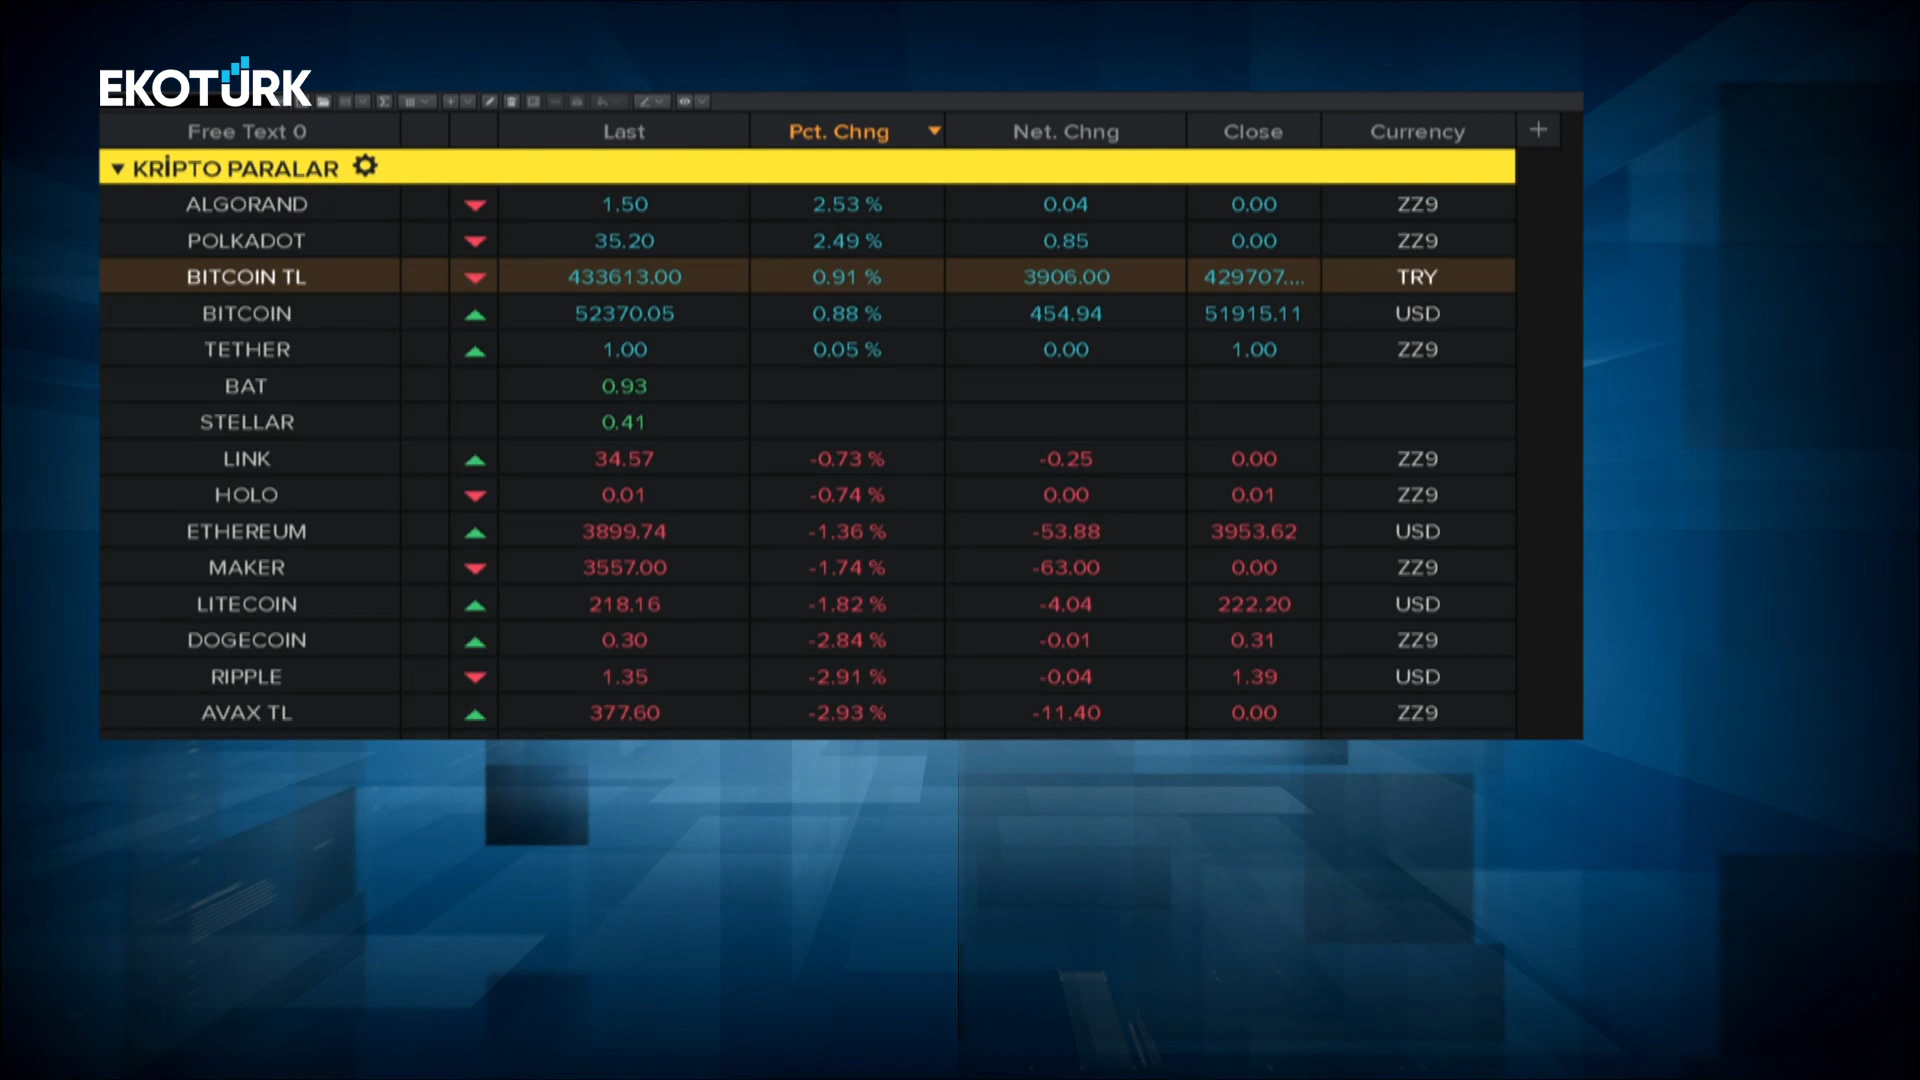 EKOTÜRK
Free Text 0 Last Pct. Chng Net. Chng Close Currency +
KRİPTO PARALAR
ALGORAND 1.50 2.53 % 0.04 0.00 ZZ9
POLKADOT 35.20 2.49 % 0.85 0.00 ZZ9
BITCOIN TL 433613.00 0.91 % 3906.00 429707.... TRY
BITCOIN 52370.05 0.88 % 454.94 51915.11 USD
TETHER 1.00 0.05 % 0.00 1.00 ZZ9
BAT 0.93
STELLAR 0.41
LINK 34.57 -0.73 % -0.25 0.00 ZZ9
HOLO 0.01 -0.74 % 0.00 0.01 ZZ9
ETHEREUM 3899.74 -1.36 % -53.88 3953.62 USD
MAKER 3557.00 -1.74 % -63.00 0.00 ZZ9
LITECOIN 218.16 -1.82 % -4.04 222.20 USD
DOGECOIN 0.30 -2.84 % -0.01 0.31 ZZ9
RIPPLE 1.35 -2.91 % -0.04 1.39 USD
AVAX TL 377.60 -2.93 % -11.40 0.00 ZZ9